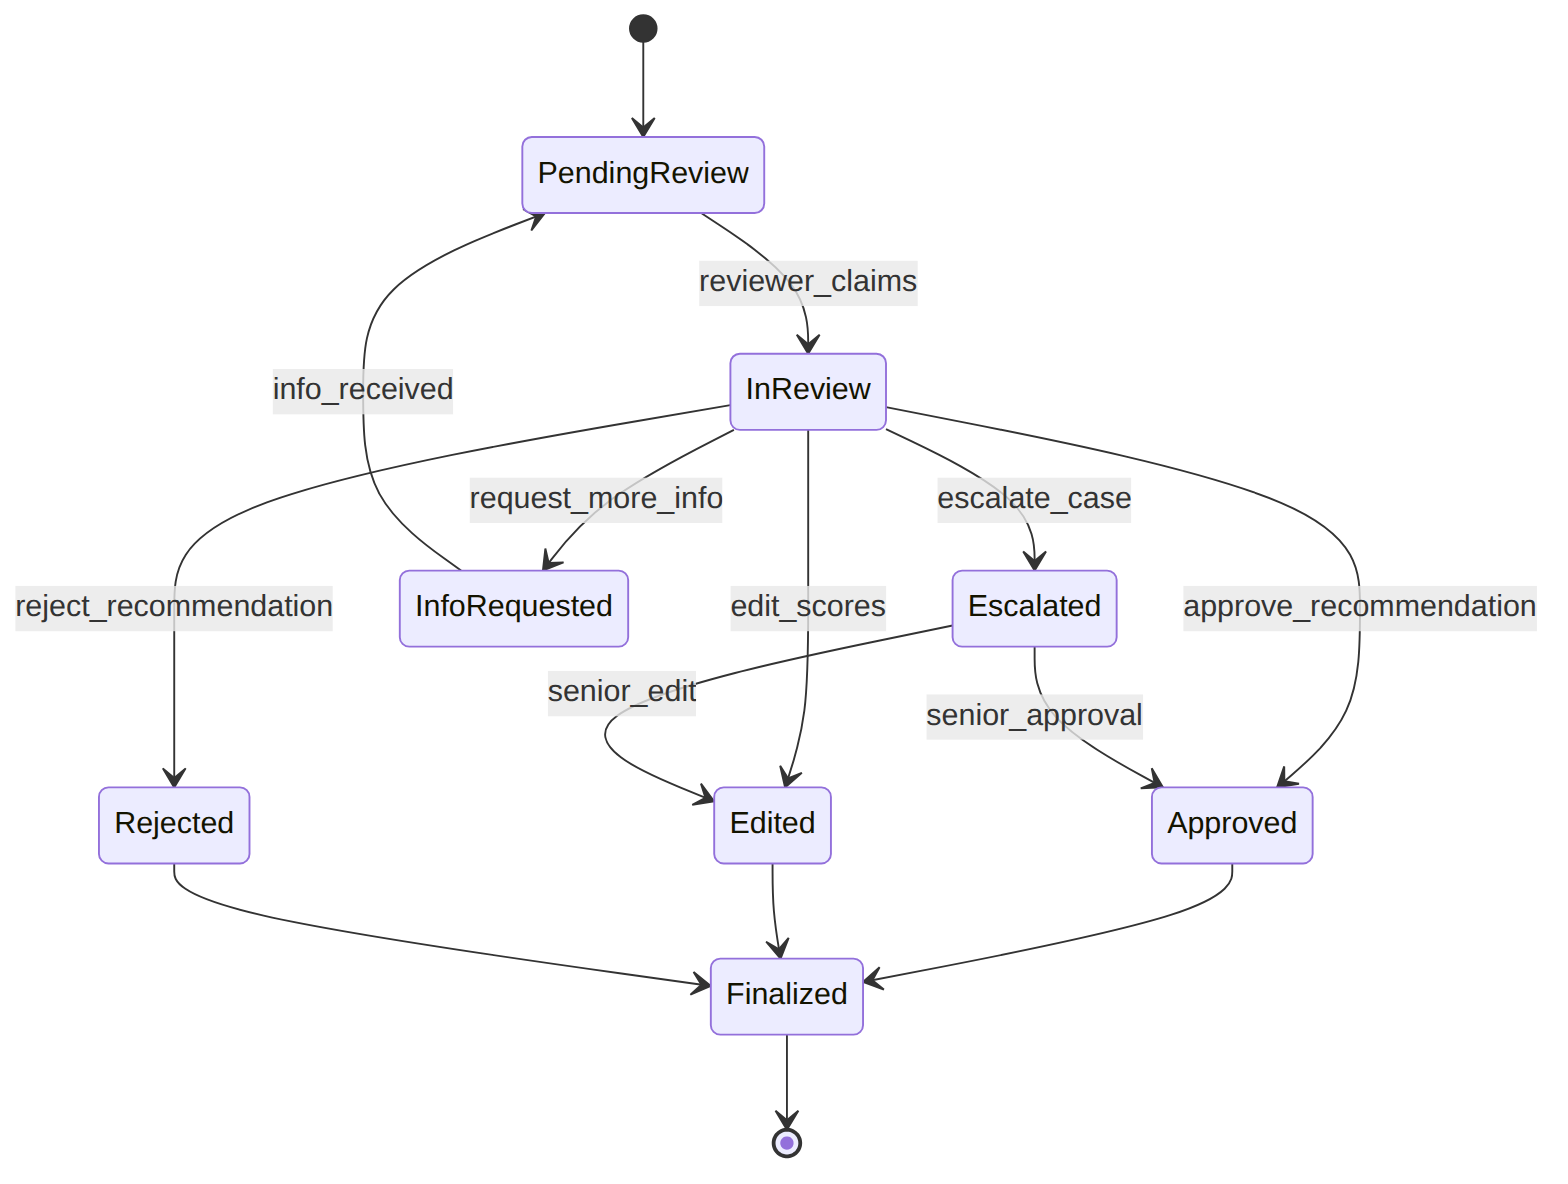 PendingReview
reviewer_claims
info_received
InReview
request_more_info
escalate_case
reject_recommendation
InfoRequested
edit_scores
Escalated
approve_recommendation
senior_edit
senior_approval
Rejected
Edited
Approved
Finalized